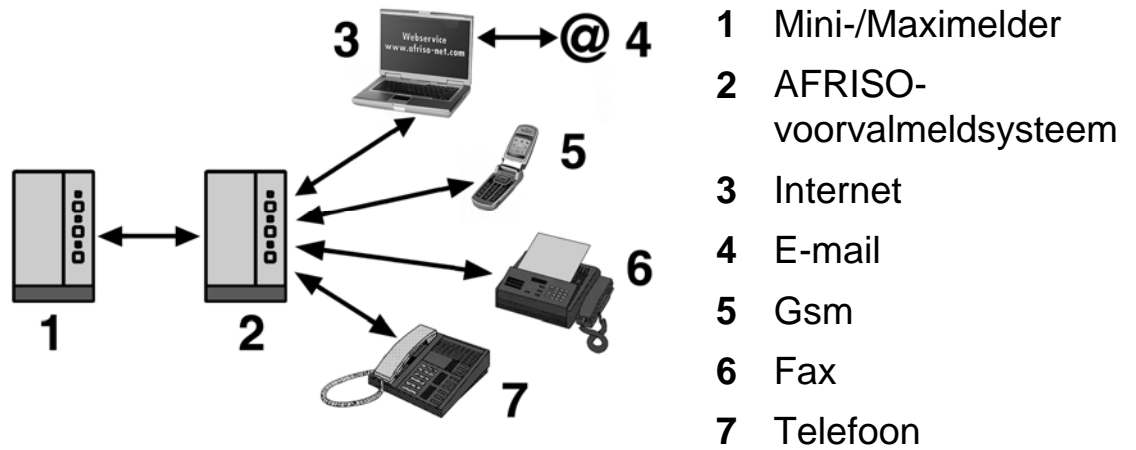 3
Webservice
www.afriso-net.com
@
4
5
6
1
2
7
1 Mini-/Maximelder
2 AFRISO-
voorvalmeldsysteem
3 Internet
4 E-mail
5 Gsm
6 Fax
7 Telefoon